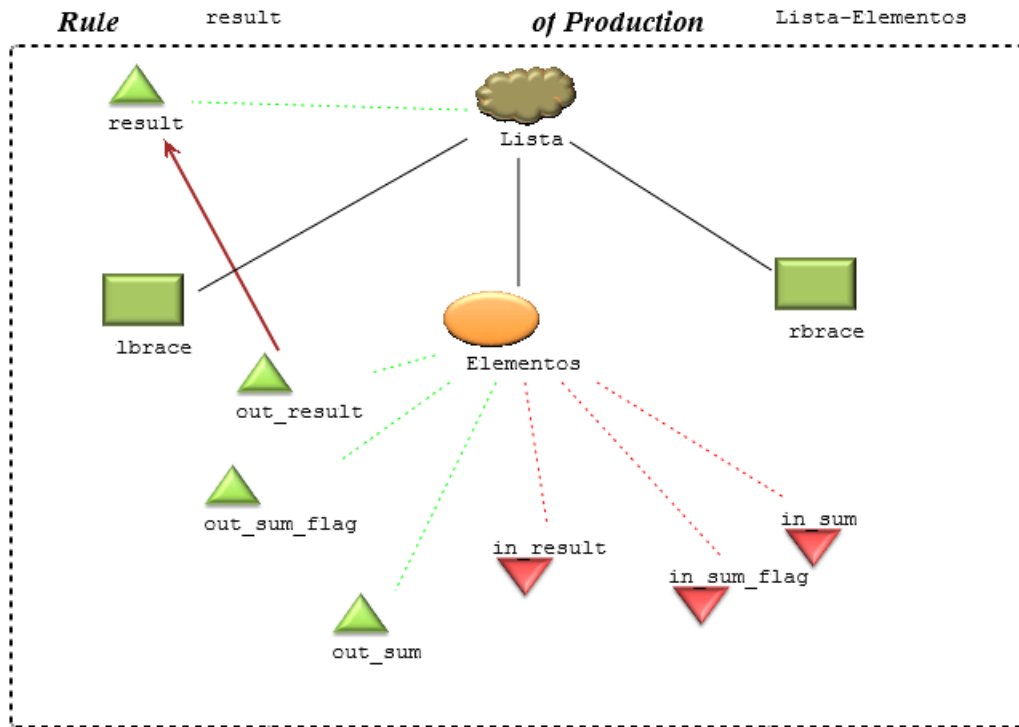 Rule result of Production Lista-Elementos
result
Lista
lbrace
rbrace
Elementos
out_result
out_sum_flag
in_sum
in_result
in_sum_flag
out_sum